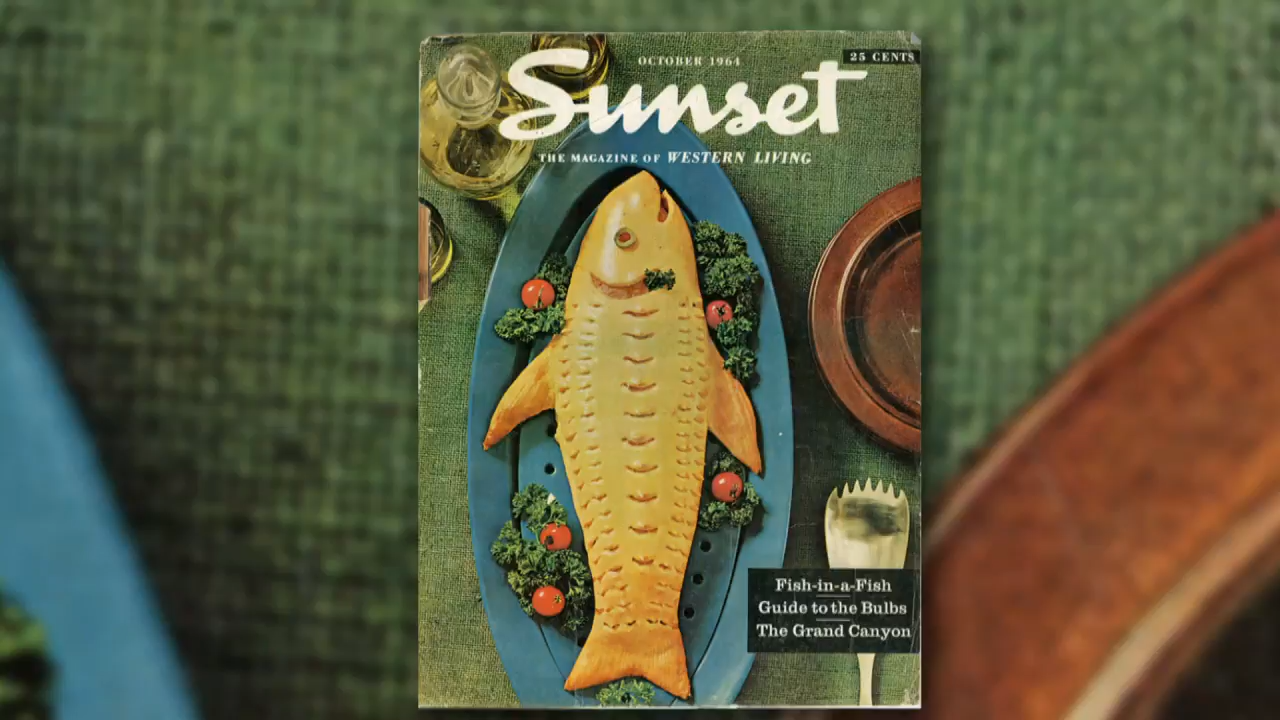 OCTOBER 1964
25 CENTS
Sunset
THE MAGAZINE OF WESTERN LIVING
Fish-in-a-Fish
Guide to the Bulbs
The Grand Canyon